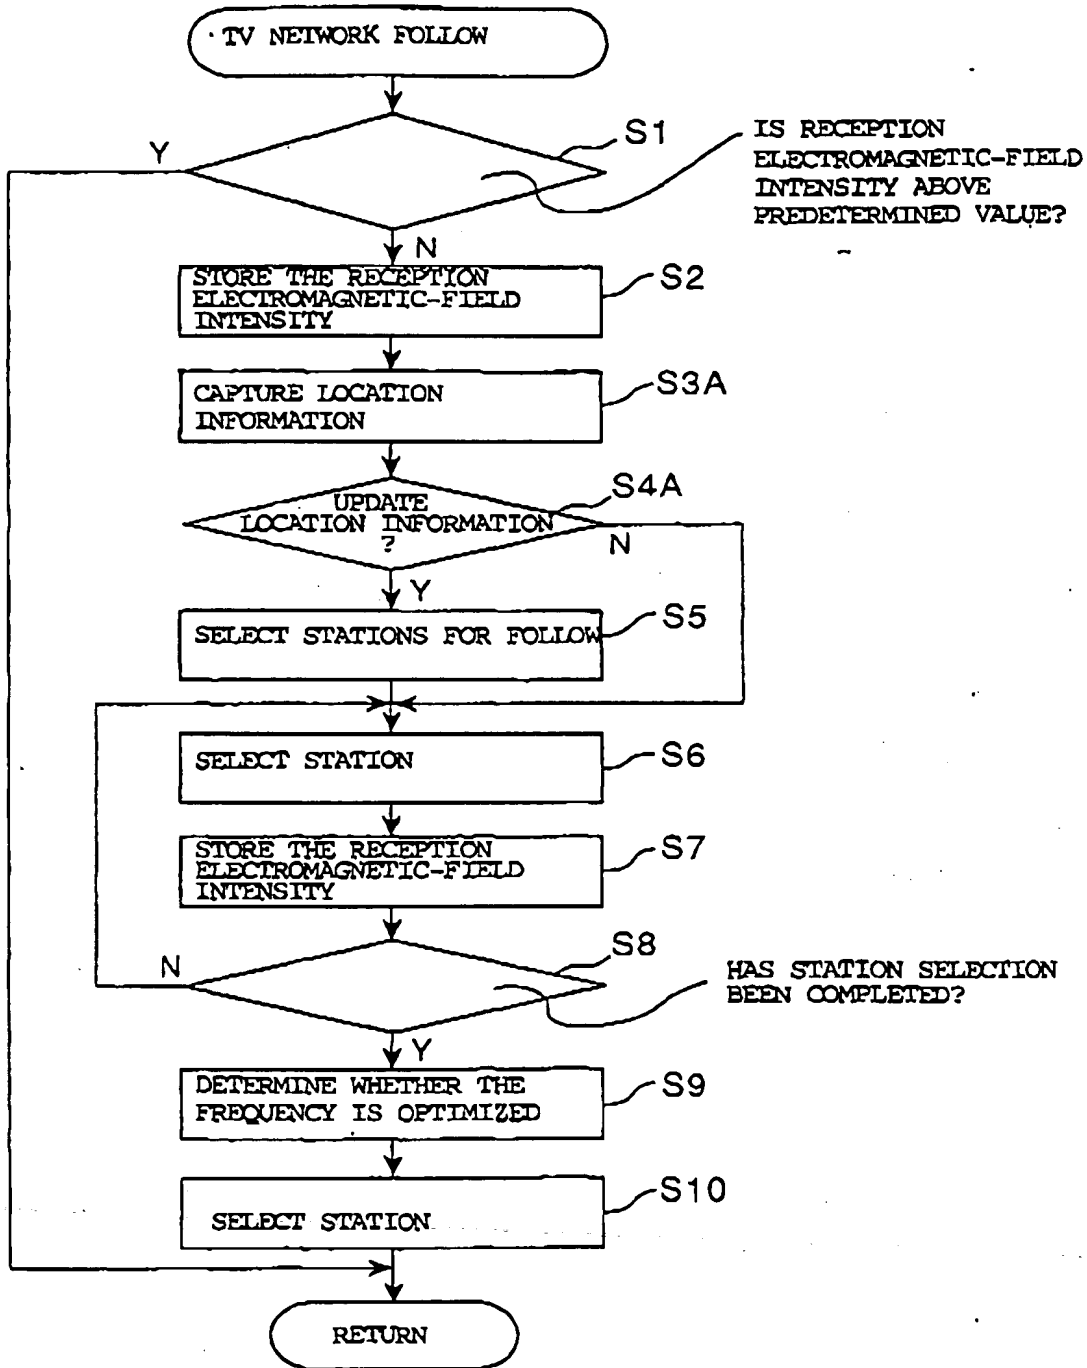 TV NETWORK FOLLOW
S1
Y
IS RECEPTION
ELECTROMAGNETIC-FIELD
INTENSITY ABOVE
PREDETERMINED VALUE?
N
STORE THE RECEPTION
ELECTROMAGNETIC-FIELD
INTENSITY
S2
CAPTURE LOCATION
INFORMATION
S3A
UPDATE
LOCATION INFORMATION
?
S4A
N
Y
SELECT STATIONS FOR FOLLOW
S5
SELECT STATION
S6
STORE THE RECEPTION
ELECTROMAGNETIC-FIELD
INTENSITY
S7
S8
N
HAS STATION SELECTION
BEEN COMPLETED?
Y
DETERMINE WHETHER THE
FREQUENCY IS OPTIMIZED
S9
SELECT STATION
S10
RETURN